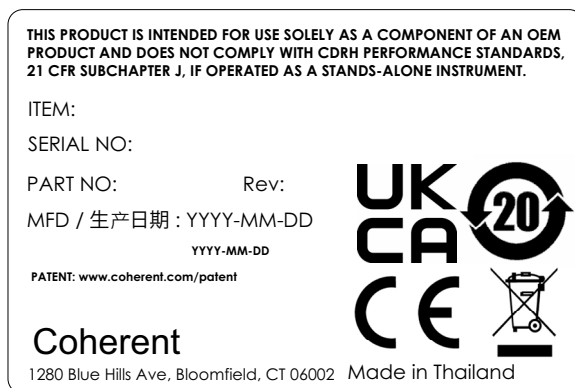 THIS PRODUCT IS INTENDED FOR USE SOLELY AS A COMPONENT OF AN OEM
PRODUCT AND DOES NOT COMPLY WITH CDRH PERFORMANCE STANDARDS,
21 CFR SUBCHAPTER J, IF OPERATED AS A STANDS-ALONE INSTRUMENT.
ITEM:
SERIAL NO:
PART NO: Rev:
MFD / 生产日期 : YYYY-MM-DD
YYYY-MM-DD
PATENT: www.coherent.com/patent
UK
CA
20
CE
Coherent
1280 Blue Hills Ave, Bloomfield, CT 06002 Made in Thailand